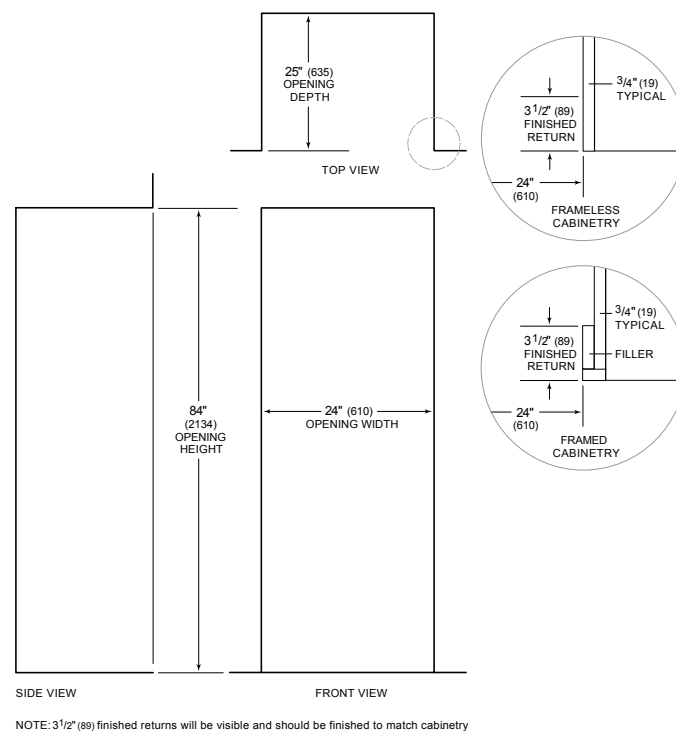 25" (635)
OPENING
DEPTH
TOP VIEW
3/4" (19)
TYPICAL
3 1/2" (89)
FINISHED
RETURN
24"
(610)
FRAMELESS
CABINETRY
3/4" (19)
TYPICAL
3 1/2" (89)
FINISHED
RETURN
FILLER
24"
(610)
FRAMED
CABINETRY
84"
(2134)
OPENING
HEIGHT
24" (610)
OPENING WIDTH
SIDE VIEW
FRONT VIEW
NOTE: 3 1/2" (89) finished returns will be visible and should be finished to match cabinetry